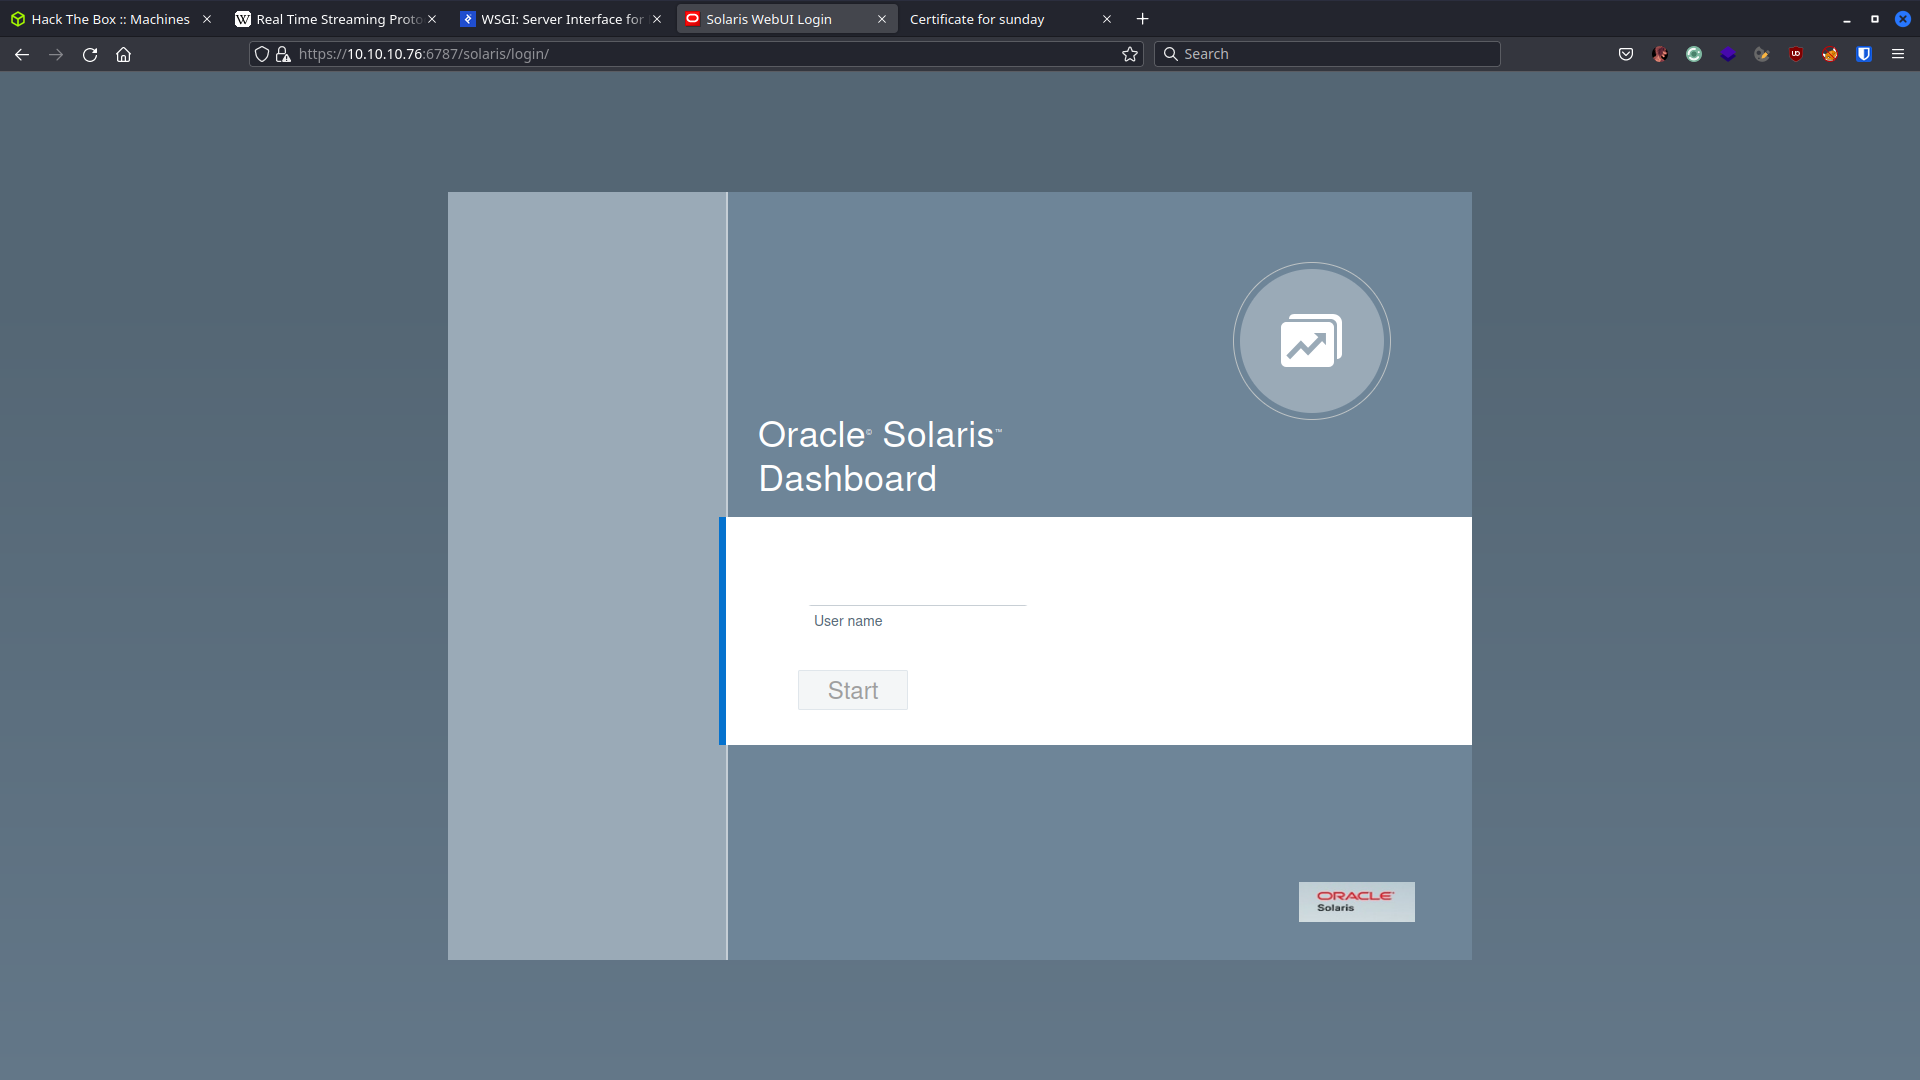 Hack The Box :: Machines
Real Time Streaming Proto
WSGI: Server Interface for
Solaris WebUI Login
Certificate for sunday
https://10.10.10.76:6787/solaris/login/
Search
Oracle® Solaris™
Dashboard
User name
Start
ORACLE
Solaris